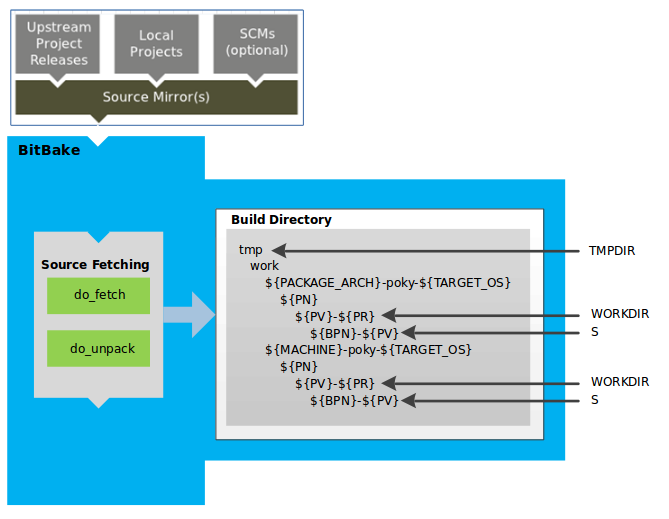 Upstream
Project
Releases
Local
Projects
SCMs
(optional)
Source Mirror(s)
BitBake
Source Fetching
do_fetch
do_unpack
Build Directory
tmp
TMPDIR
work
${PACKAGE_ARCH}-poky-${TARGET_OS}
${PN}
${PV}-${PR}
WORKDIR
${BPN}-${PV}
S
${MACHINE}-poky-${TARGET_OS}
${PN}
${PV}-${PR}
WORKDIR
${BPN}-${PV}
S